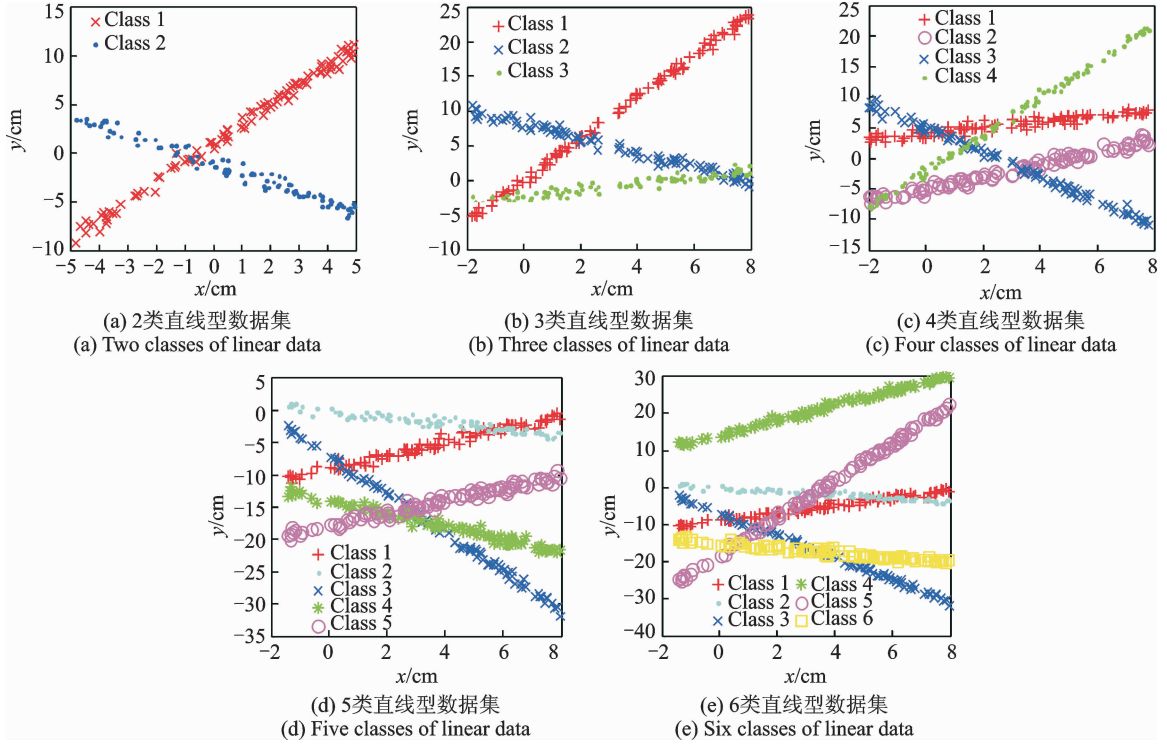 15
10
5
0
−5
−10
−5 −4 −3 −2 −1 0 1 2 3 4 5
y/cm
x/cm
Class 1
Class 2
(a) 2类直线型数据集
(a) Two classes of linear data
25
20
15
10
5
0
−5
−10
−2 0 2 4 6 8
y/cm
x/cm
Class 1
Class 2
Class 3
(b) 3类直线型数据集
(b) Three classes of linear data
25
20
15
10
5
0
−5
−10
−15
−2 0 2 4 6 8
y/cm
x/cm
Class 1
Class 2
Class 3
Class 4
(c) 4类直线型数据集
(c) Four classes of linear data
5
0
−5
−10
−15
−20
−25
−30
−35
−2 0 2 4 6 8
y/cm
x/cm
Class 1
Class 2
Class 3
Class 4
Class 5
(d) 5类直线型数据集
(d) Five classes of linear data
30
20
10
0
−10
−20
−30
−40
−2 0 2 4 6 8
y/cm
x/cm
Class 1 Class 4
Class 2 Class 5
Class 3 Class 6
(e) 6类直线型数据集
(e) Six classes of linear data